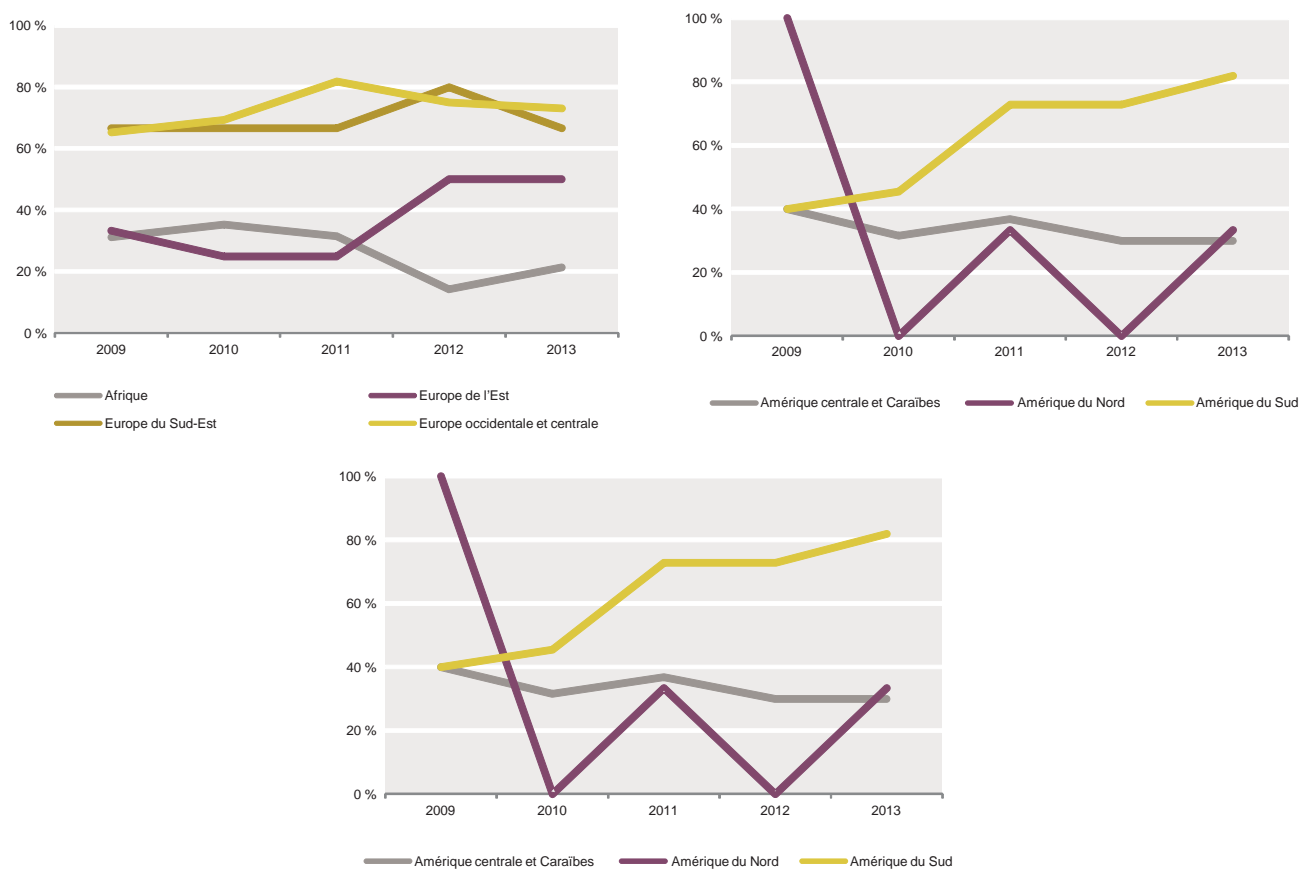 100 %
80 %
60 %
40 %
20 %
0 %
2009 2010 2011 2012 2013
Afrique Europe de l'Est
Europe du Sud-Est Europe occidentale et centrale
100 %
80 %
60 %
40 %
20 %
0 %
2009 2010 2011 2012 2013
Amérique centrale et Caraïbes Amérique du Nord Amérique du Sud
100 %
80 %
60 %
40 %
20 %
0 %
2009 2010 2011 2012 2013
Amérique centrale et Caraïbes Amérique du Nord Amérique du Sud